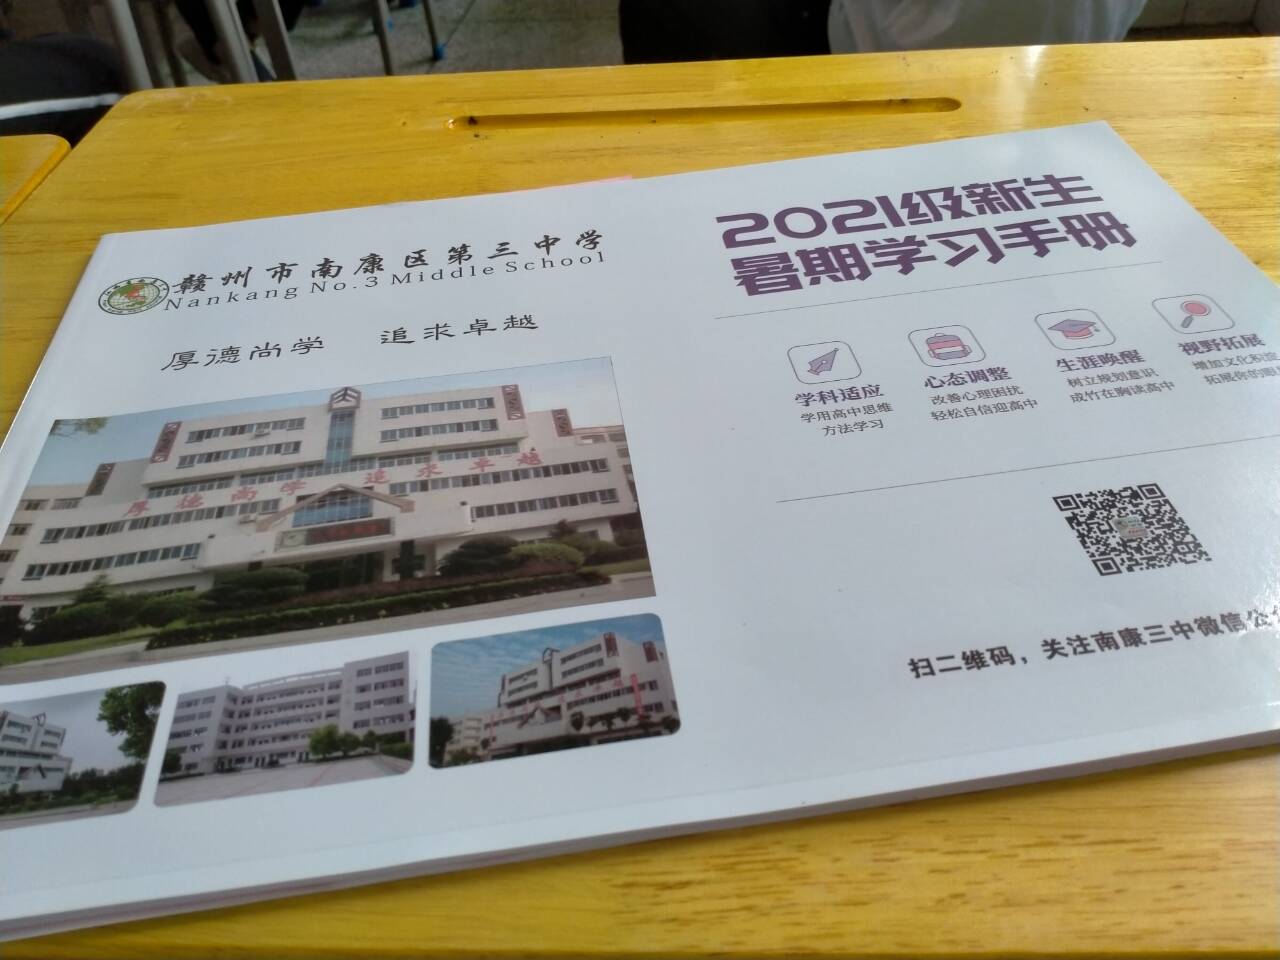 赣州市南康区第三中学
Nankang No.3 Middle School
厚德尚学 追求卓越
厚德尚学 追求卓越
2021级新生
暑期学习手册
学科适应
学用高中思维
方法学习
心态调整
改善心理困扰
轻松自信迎高中
生涯唤醒
树立规划意识
成竹在胸读高中
视野拓展
增加文化积淀
拓展你的眼
扫二维码，关注南康三中微信公